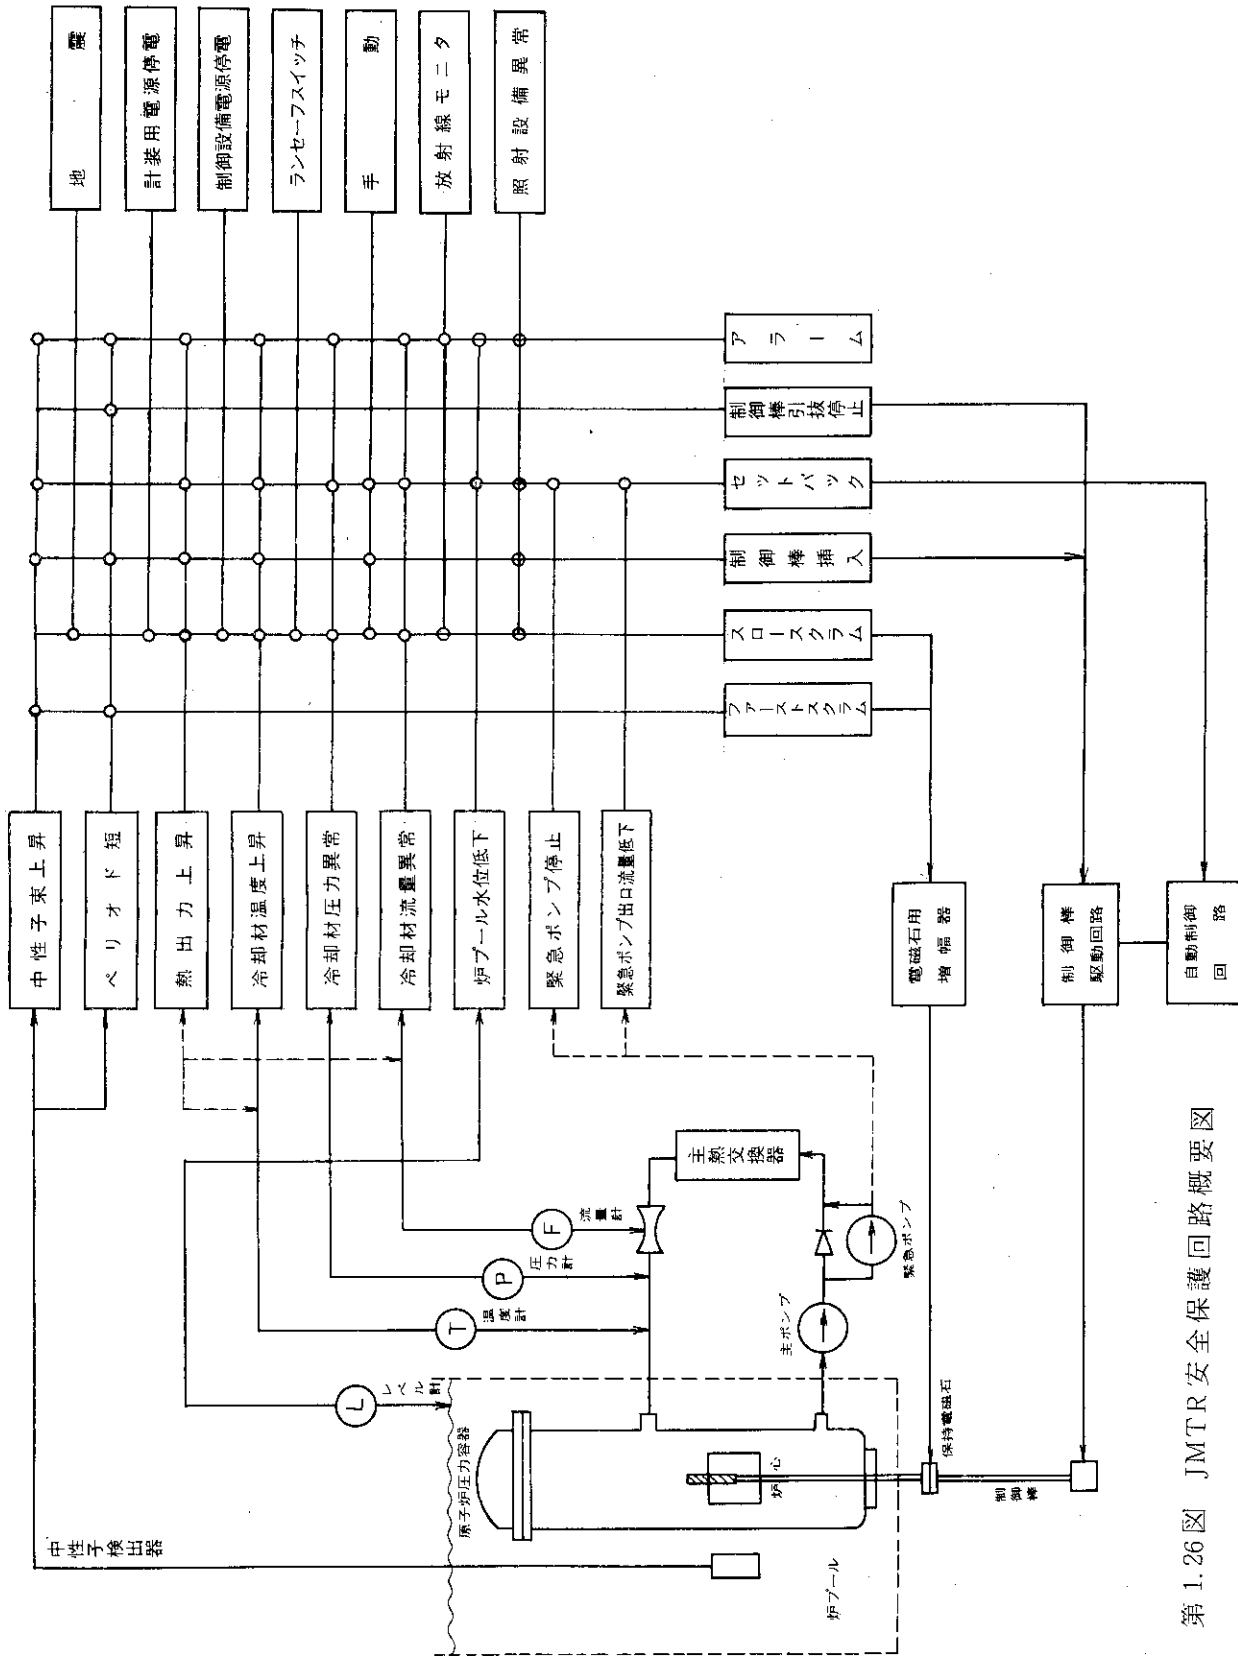 地震
計装用電源停電
制御設備電源停電
ランセーフスイッチ
手動
放射線モニタ
照射設備異常
アラーム
制御棒引抜停止
セットバック
制御棒挿入
スロースクラム
ファーストスクラム
中性子束上昇
ペリオド短
熱出力上昇
冷却材温度上昇
冷却材圧力異常
冷却材流量異常
炉プール水位低下
緊急ポンプ停止
緊急ポンプ出口流量低下
電磁石用
増幅器
制御棒
駆動回路
自動制御
回路
主熱交換器
F
流量計
P
圧力計
T
温度計
L
レベル計
主ポンプ
緊急ポンプ
原子炉圧力容器
炉心
保持電磁石
制御棒
中性子
検出器
炉プール
第1.26図 JMTR安全保護回路概要図